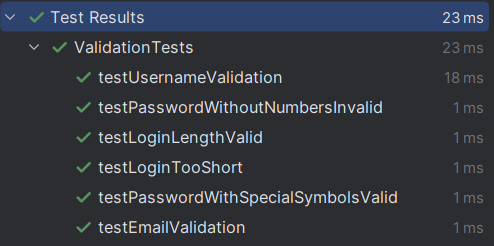 Test Results 23 ms
ValidationTests 23 ms
testUsernameValidation 18 ms
testPasswordWithoutNumbersInvalid 1 ms
testLoginLengthValid 1 ms
testLoginTooShort 1 ms
testPasswordWithSpecialSymbolsValid 1 ms
testEmailValidation 1 ms